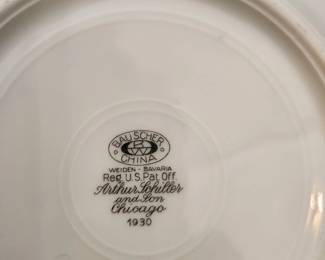 BAUSCHER
CHINA
WEIDEN - BAVARIA
Reg. U.S. Pat. Off.
Arthur Schiller
and Son
Chicago
1930